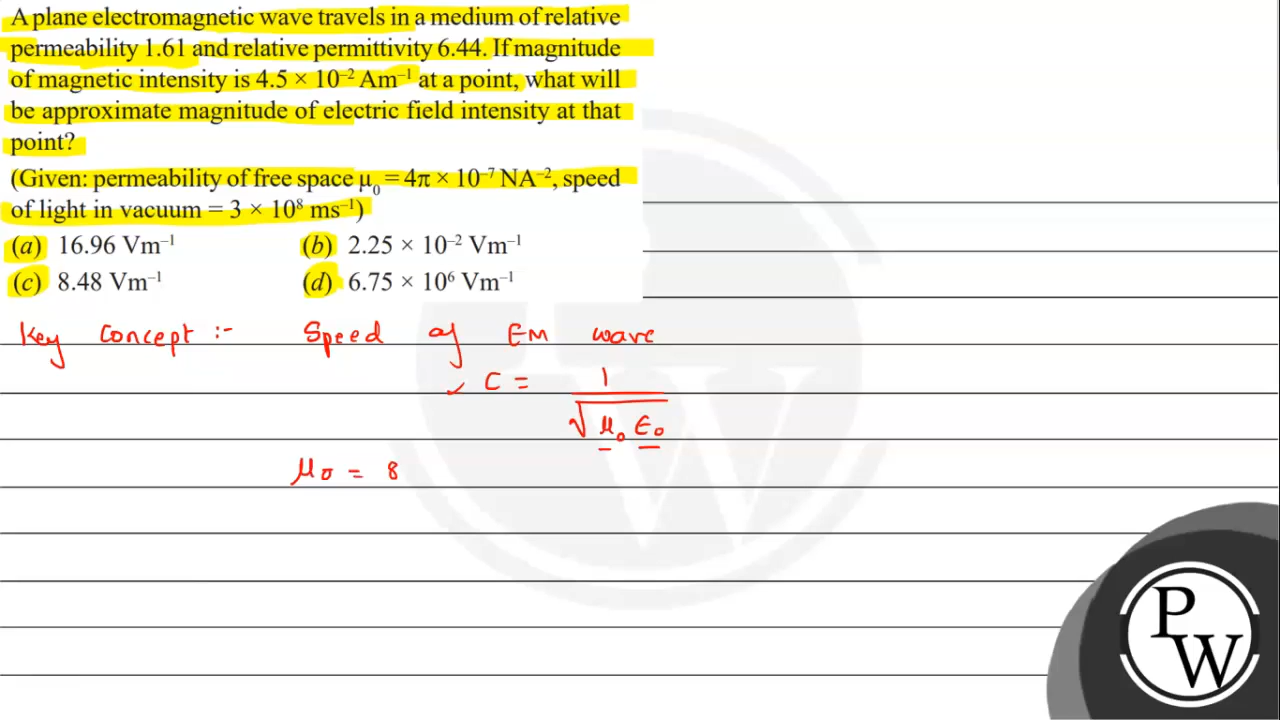 A plane electromagnetic wave travels in a medium of relative
permeability 1.61 and relative permittivity 6.44. If magnitude
of magnetic intensity is 4.5 × 10⁻² Am⁻¹ at a point, what will
be approximate magnitude of electric field intensity at that
point?
(Given: permeability of free space μ₀ = 4π × 10⁻⁷ NA⁻², speed
of light in vacuum = 3 × 10⁸ ms⁻¹)
(a) 16.96 Vm⁻¹ (b) 2.25 × 10⁻² Vm⁻¹
(c) 8.48 Vm⁻¹ (d) 6.75 × 10⁶ Vm⁻¹
Key Concept :- Speed of EM wave
✓ C = 1/√μ₀ ε₀
μ₀ = 8
PW